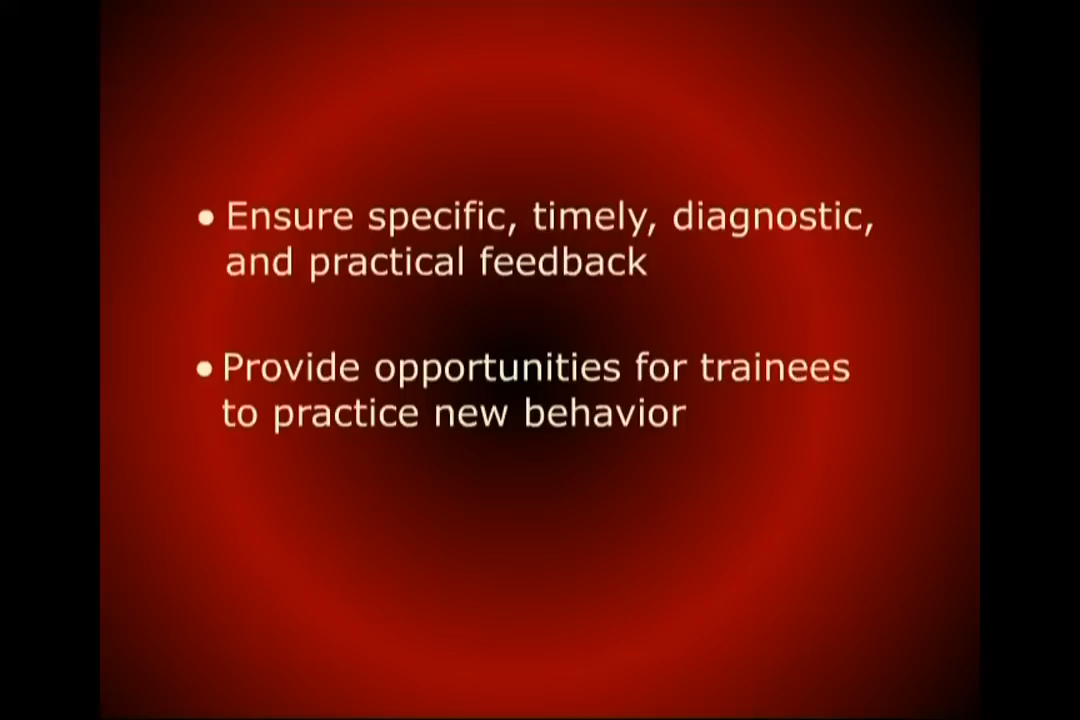 • Ensure specific, timely, diagnostic,
and practical feedback
• Provide opportunities for trainees
to practice new behavior